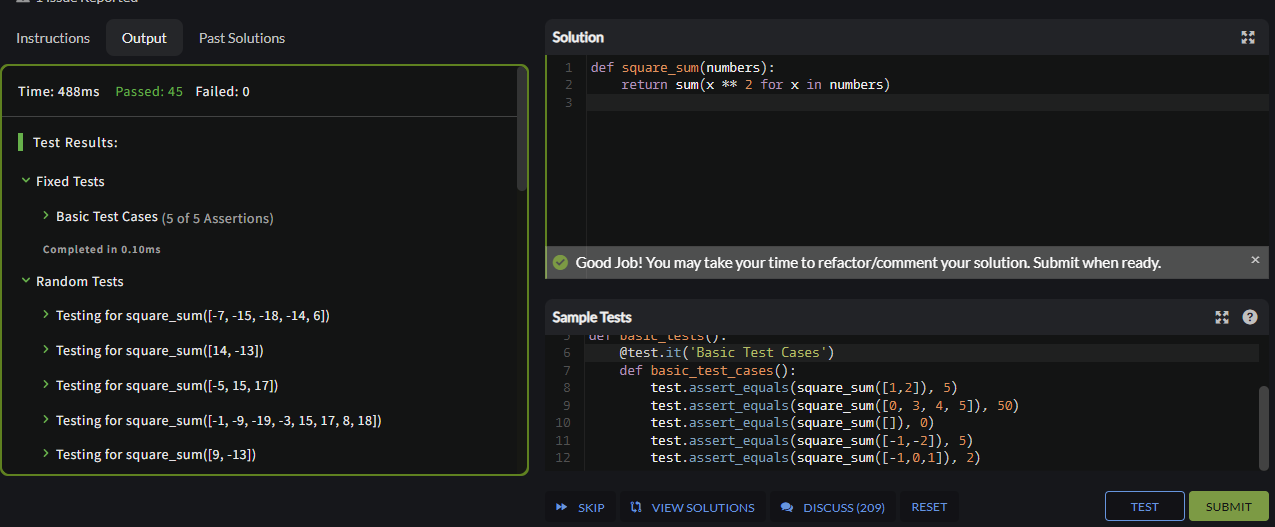 1 Issue Reported
Instructions
Output
Past Solutions
Time: 488ms Passed: 45 Failed: 0
Test Results:
Fixed Tests
Basic Test Cases (5 of 5 Assertions)
Completed in 0.10ms
Random Tests
Testing for square_sum([-7, -15, -18, -14, 6])
Testing for square_sum([14, -13])
Testing for square_sum([-5, 15, 17])
Testing for square_sum([-1, -9, -19, -3, 15, 17, 8, 18])
Testing for square_sum([9, -13])
Solution
1 def square_sum(numbers):
2     return sum(x ** 2 for x in numbers)
3
Good Job! You may take your time to refactor/comment your solution. Submit when ready.
Sample Tests
5 def basic_tests():
6     @test.it('Basic Test Cases')
7     def basic_test_cases():
8         test.assert_equals(square_sum([1,2]), 5)
9         test.assert_equals(square_sum([0, 3, 4, 5]), 50)
10         test.assert_equals(square_sum([]), 0)
11         test.assert_equals(square_sum([-1,-2]), 5)
12         test.assert_equals(square_sum([-1,0,1]), 2)
SKIP
VIEW SOLUTIONS
DISCUSS (209)
RESET
TEST
SUBMIT